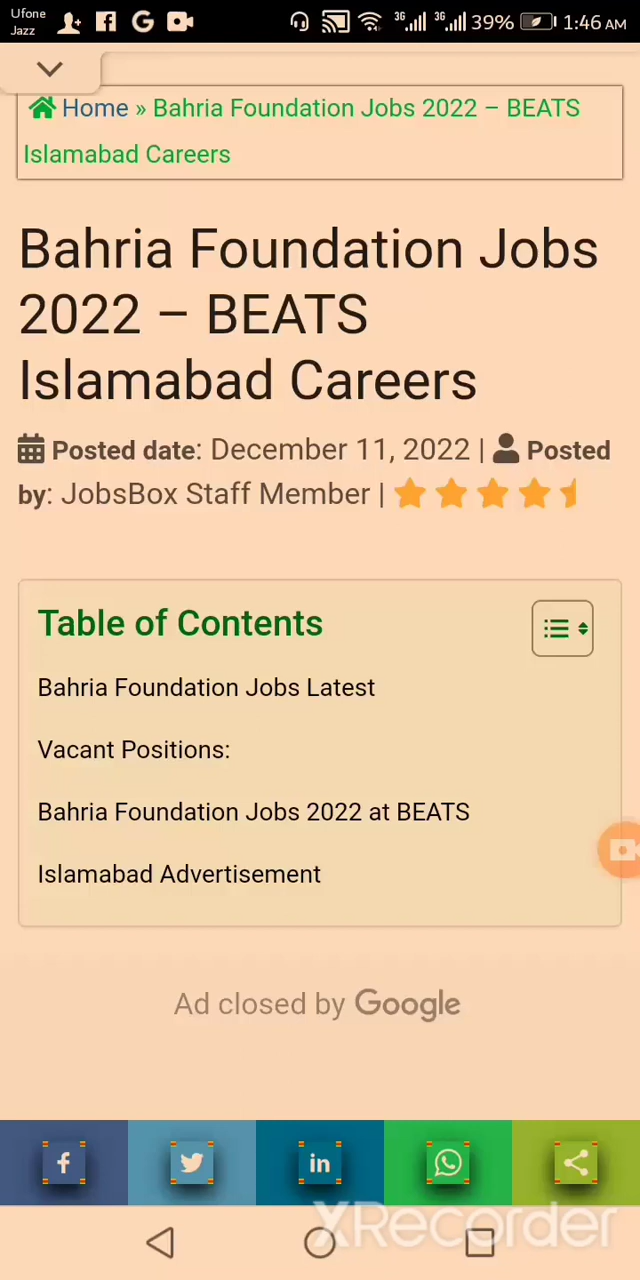 Ufone
Jazz
3G 3G 39% 1:46 AM
Home » Bahria Foundation Jobs 2022 – BEATS
Islamabad Careers
Bahria Foundation Jobs
2022 – BEATS
Islamabad Careers
Posted date: December 11, 2022 | Posted
by: JobsBox Staff Member |
Table of Contents
Bahria Foundation Jobs Latest
Vacant Positions:
Bahria Foundation Jobs 2022 at BEATS
Islamabad Advertisement
Ad closed by Google
XRecorder